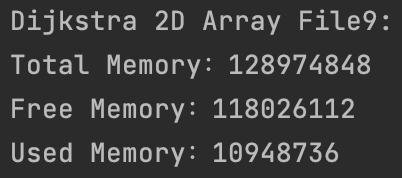 Dijkstra 2D Array File9:
Total Memory: 128974848
Free Memory: 118026112
Used Memory: 10948736